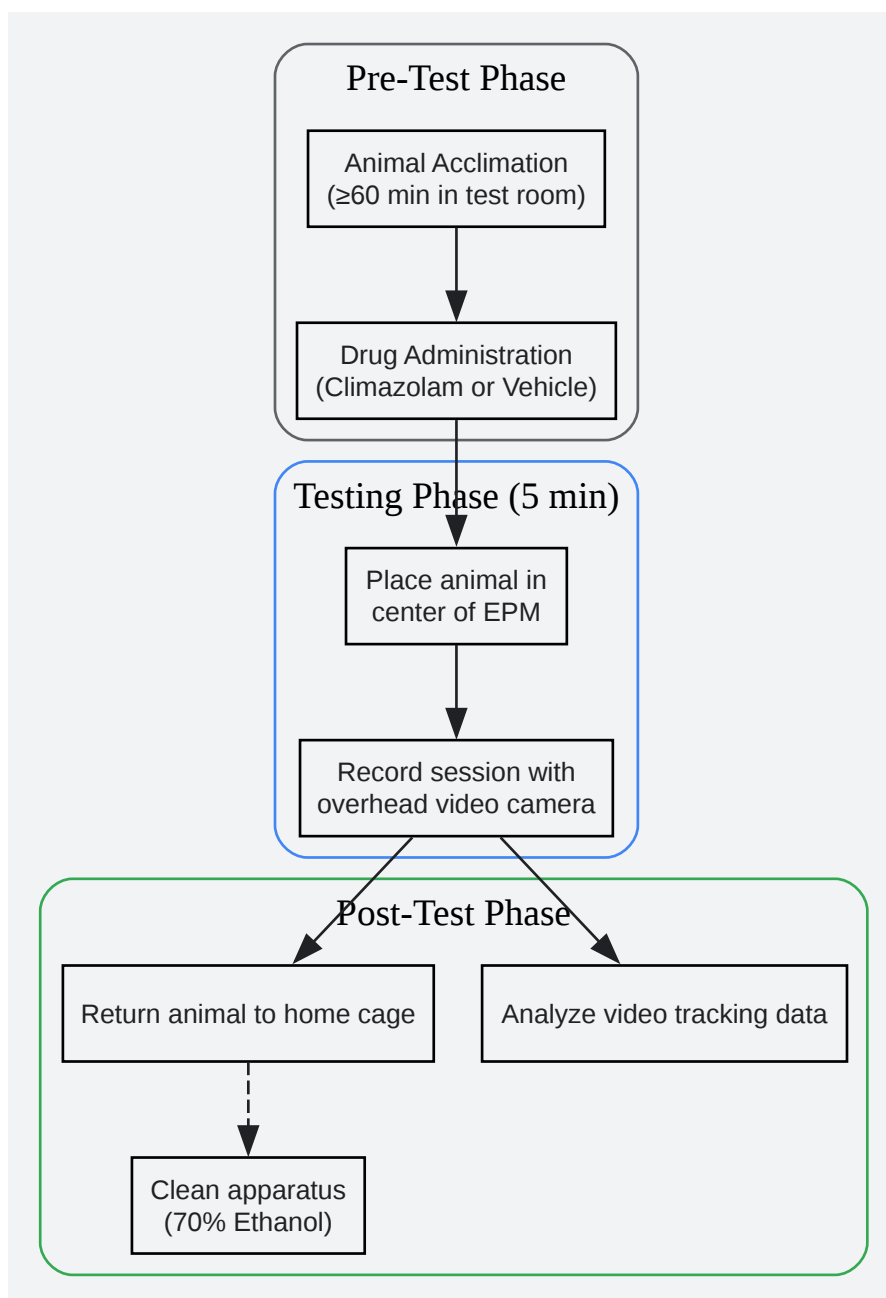 Pre-Test Phase
Animal Acclimation
(≥60 min in test room)
Drug Administration
(Climazolam or Vehicle)
Testing Phase (5 min)
Place animal in
center of EPM
Record session with
overhead video camera
Post-Test Phase
Return animal to home cage
Analyze video tracking data
Clean apparatus
(70% Ethanol)